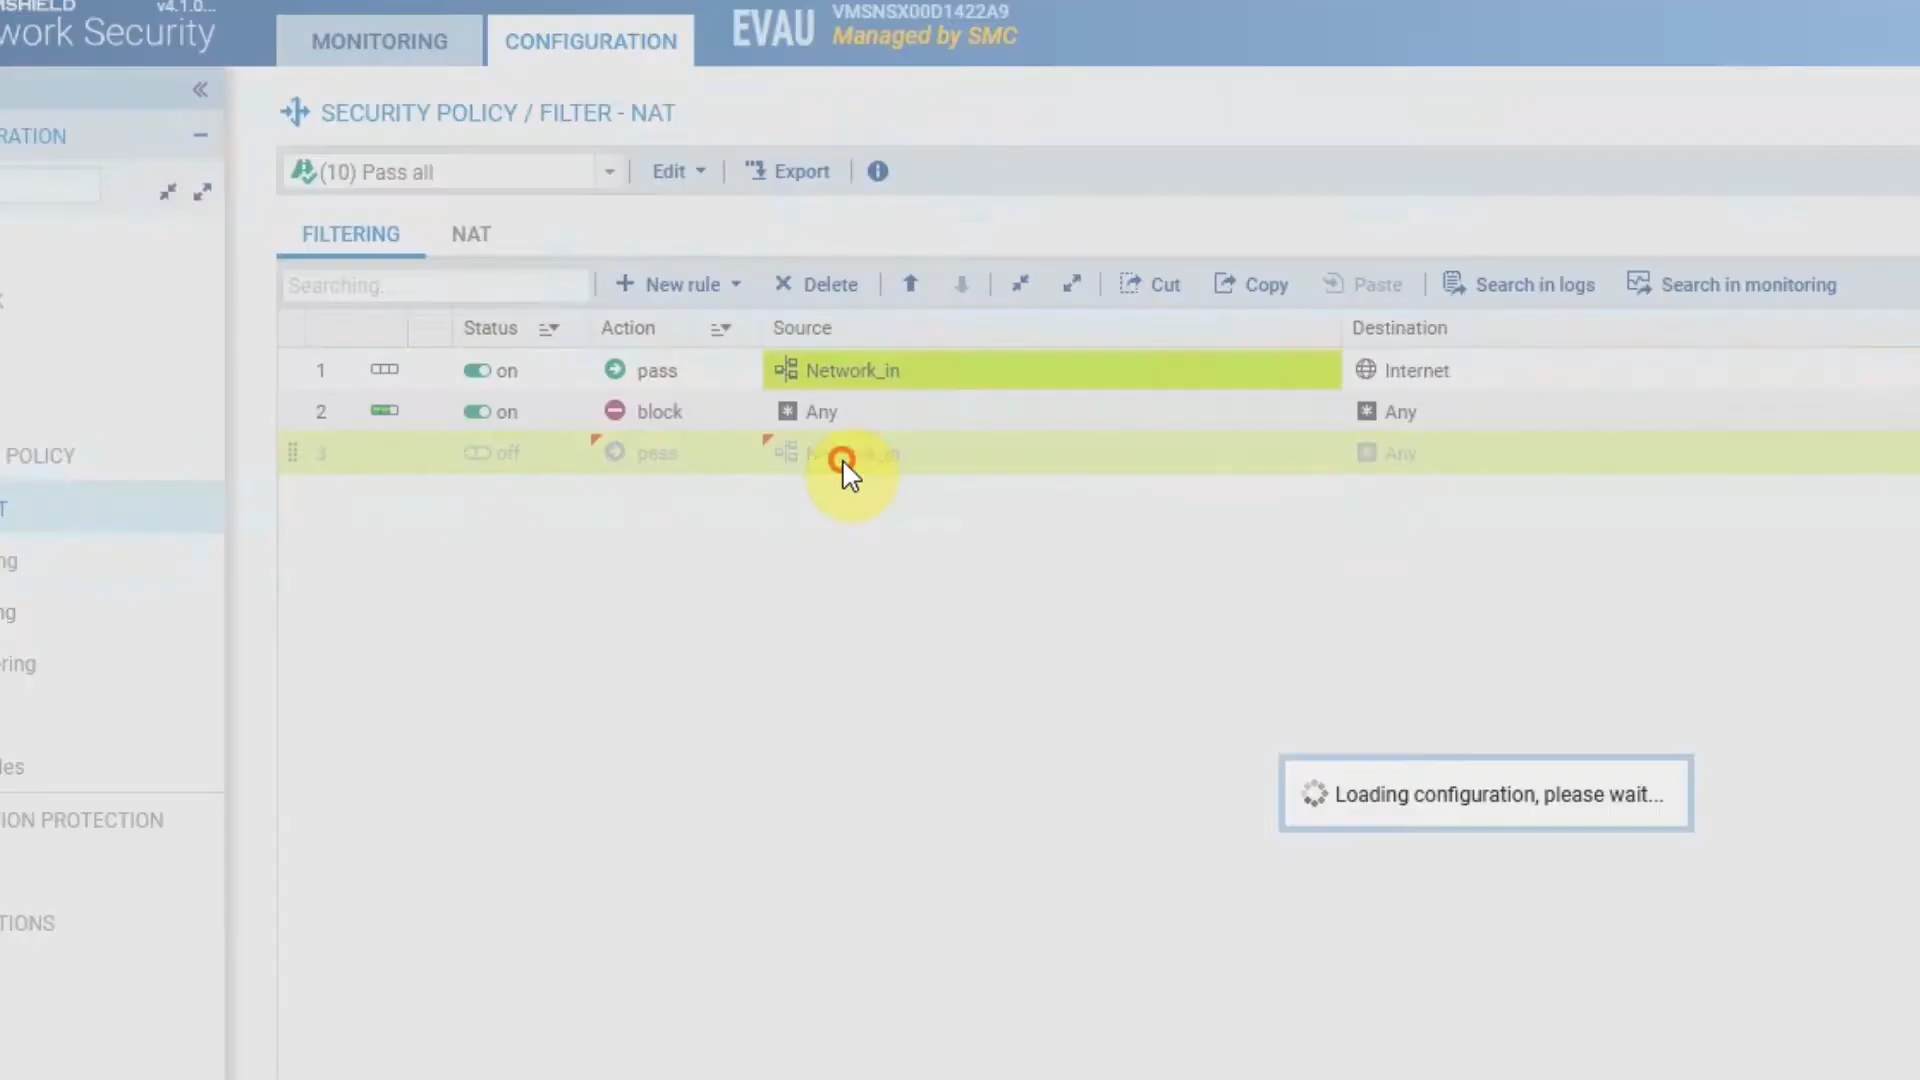 v4.1.0...
work Security
MONITORING
CONFIGURATION
EVAU
VMSNSX00D1422A9
Managed by SMC
RATION
SECURITY POLICY / FILTER - NAT
(10) Pass all
Edit
Export
FILTERING
NAT
Searching...
New rule
Delete
Cut
Copy
Paste
Search in logs
Search in monitoring
Status
Action
Source
Destination
1
on
pass
Network_in
Internet
2
on
block
Any
Any
3
off
pass
Any
POLICY
T
ng
ng
ering
les
ION PROTECTION
TIONS
Loading configuration, please wait...